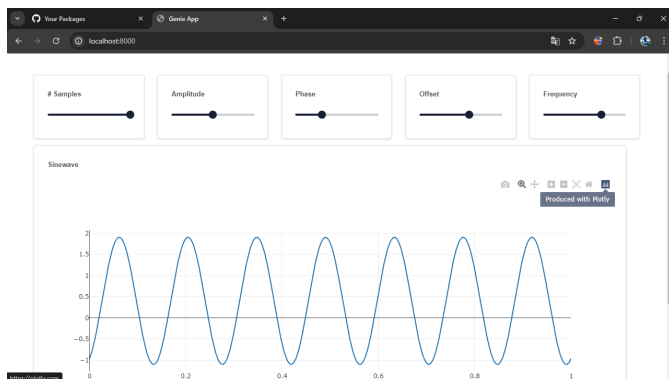 Your Packages
Genie App
localhost:8000
# Samples
Amplitude
Phase
Offset
Frequency
Sinewave
Produced with Plotly
2
1.5
1
0.5
0
−0.5
−1
0
0.2
0.4
0.6
0.8
1
https://plotly.com